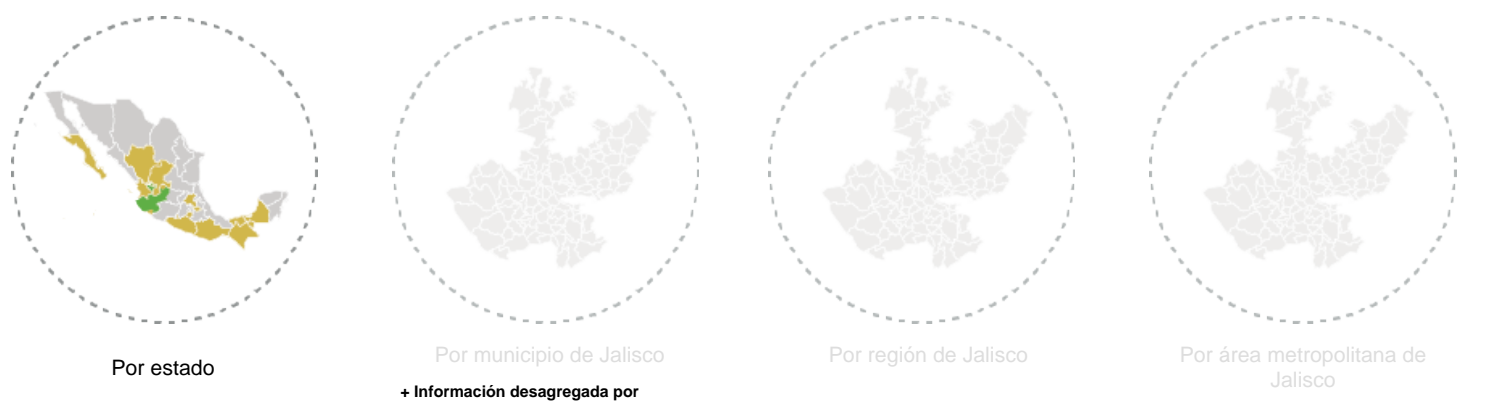 Por estado
Por municipio de Jalisco
Por región de Jalisco
Por área metropolitana de
Jalisco
+ Información desagregada por